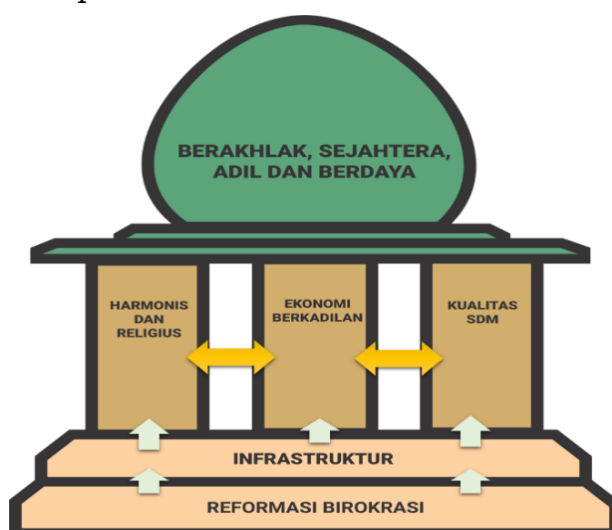 BERAKHLAK, SEJAHTERA,
ADIL DAN BERDAYA
HARMONIS
DAN
RELIGIUS
EKONOMI
BERKADILAN
KUALITAS
SDM
INFRASTRUKTUR
REFORMASI BIROKRASI